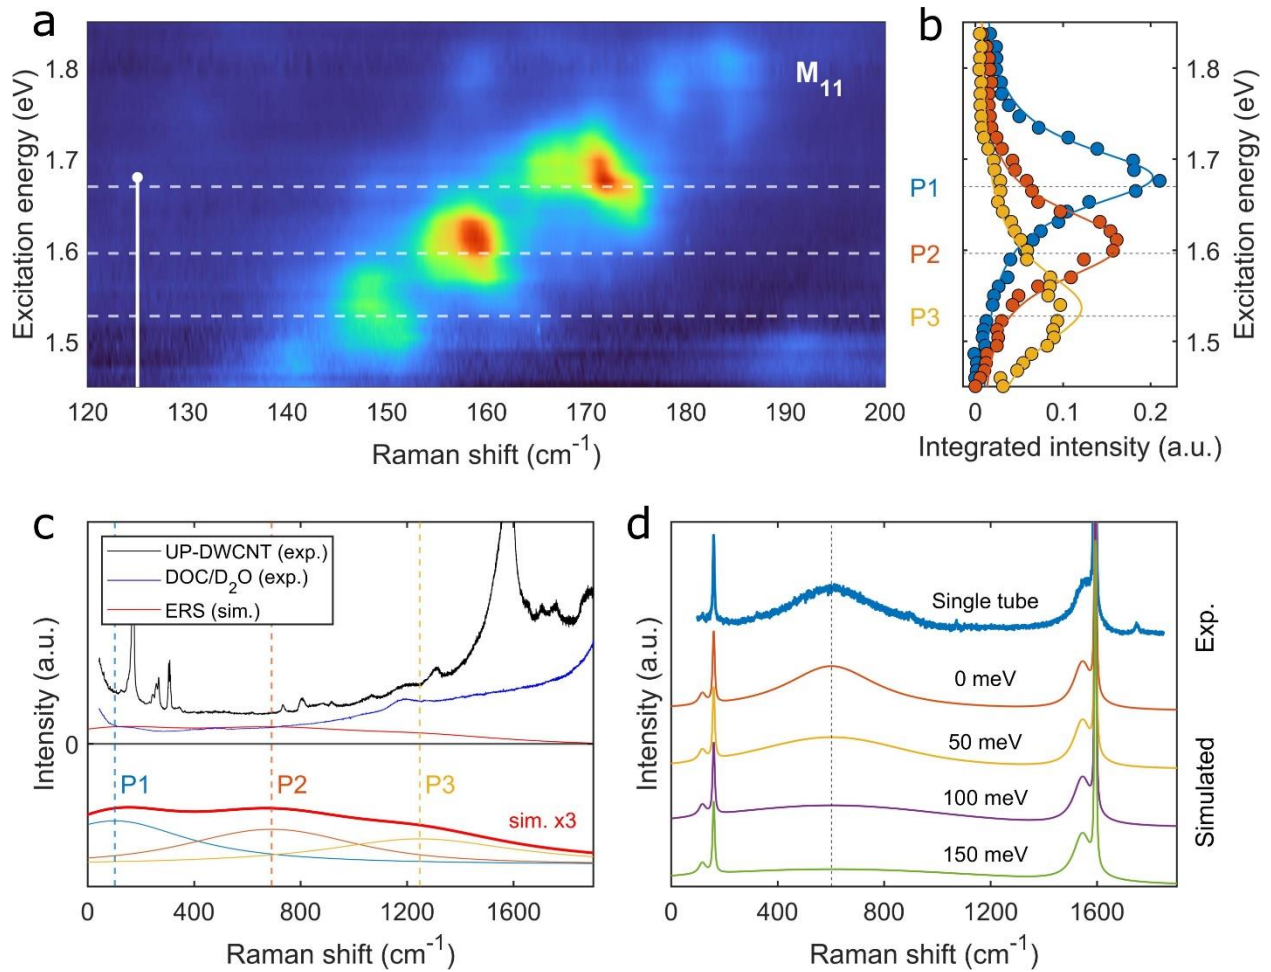 a
Excitation energy (eV)
1.8
1.7
1.6
1.5
M11
120 130 140 150 160 170 180 190 200
Raman shift (cm-1)
b
P1
P2
P3
1.8
1.7
1.6
1.5
Excitation energy (eV)
0 0.1 0.2
Integrated intensity (a.u.)
c
Intensity (a.u.)
UP-DWCNT (exp.)
DOC/D2O (exp.)
ERS (sim.)
0
P1 P2 P3
sim. x3
0 400 800 1200 1600
Raman shift (cm-1)
d
Intensity (a.u.)
Single tube
0 meV
50 meV
100 meV
150 meV
Exp.
Simulated
0 400 800 1200 1600
Raman shift (cm-1)